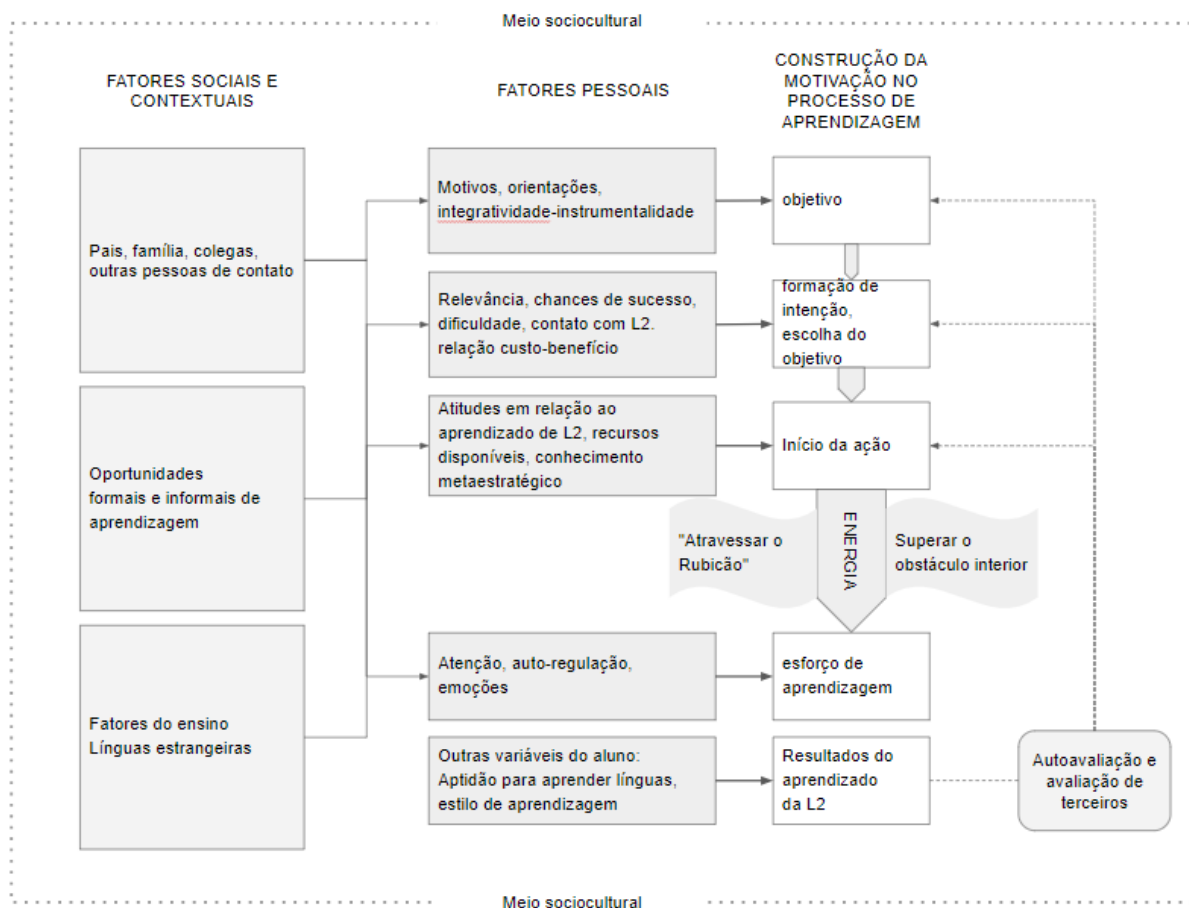 Meio sociocultural
FATORES SOCIAIS E
CONTEXTUAIS
FATORES PESSOAIS
CONSTRUÇÃO DA
MOTIVAÇÃO NO
PROCESSO DE
APRENDIZAGEM
Pais, família, colegas,
outras pessoas de contato
Oportunidades
formais e informais de
aprendizagem
Fatores do ensino
Línguas estrangeiras
Motivos, orientações,
integratividade-instrumentalidade
Relevância, chances de sucesso,
dificuldade, contato com L2.
relação custo-benefício
Atitudes em relação ao
aprendizado de L2, recursos
disponíveis, conhecimento
metaestratégico
Atenção, auto-regulação,
emoções
Outras variáveis do aluno:
Aptidão para aprender línguas,
estilo de aprendizagem
objetivo
formação de
intenção,
escolha do
objetivo
Início da ação
"Atravessar o
Rubicão"
ENERGIA
Superar o
obstáculo interior
esforço de
aprendizagem
Resultados do
aprendizado
da L2
Autoavaliação e
avaliação de
terceiros
Meio sociocultural